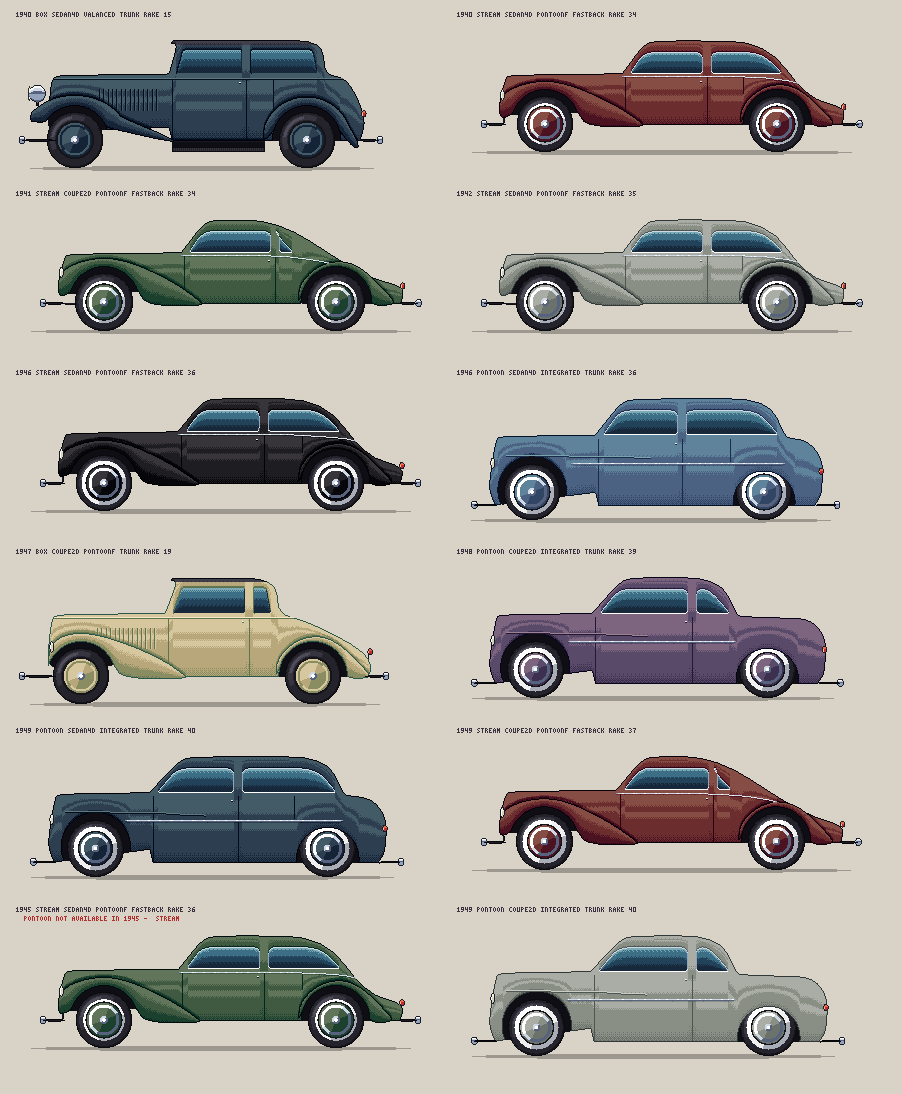 1940 BOX SEDAN4D VALANCED TRUNK RAKE 15
1940 STREAM SEDAN4D PONTOONF FASTBACK RAKE 34
1941 STREAM COUPE2D PONTOONF FASTBACK RAKE 34
1942 STREAM SEDAN4D PONTOONF FASTBACK RAKE 35
1946 STREAM SEDAN4D PONTOONF FASTBACK RAKE 36
1946 PONTOON SEDAN4D INTEGRATED TRUNK RAKE 36
1947 BOX COUPE2D PONTOONF TRUNK RAKE 19
1948 PONTOON COUPE2D INTEGRATED TRUNK RAKE 39
1949 PONTOON SEDAN4D INTEGRATED TRUNK RAKE 40
1949 STREAM COUPE2D PONTOONF FASTBACK RAKE 37
1945 STREAM SEDAN4D PONTOONF FASTBACK RAKE 36
PONTOON NOT AVAILABLE IN 1945 - STREAM
1949 PONTOON COUPE2D INTEGRATED TRUNK RAKE 40